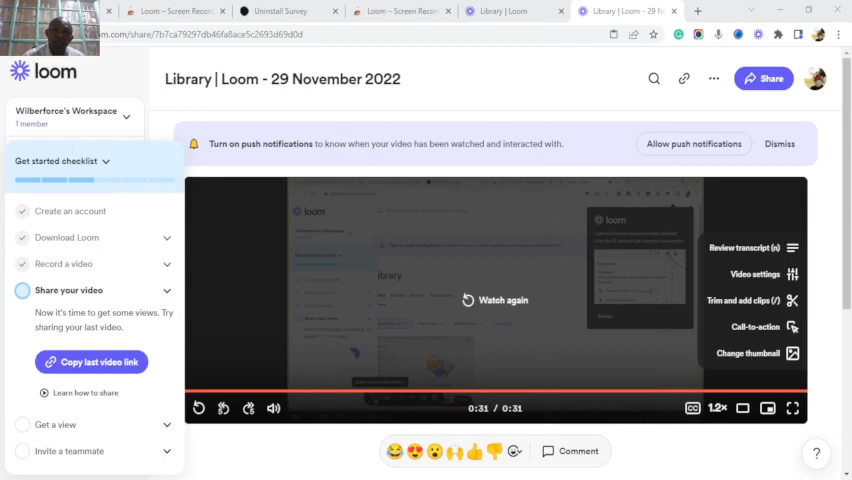 Loom – Screen Recor
Uninstall Survey
Loom – Screen Recor
Library | Loom
Library | Loom - 29 N
om.com/share/7b7ca79297db46fa8ace5c2693d69d0d
loom
Library | Loom - 29 November 2022
Share
Wilberforce's Workspace
1 member
Turn on push notifications to know when your video has been watched and interacted with.
Allow push notifications
Dismiss
Get started checklist
Create an account
Download Loom
Record a video
Share your video
Now it's time to get some views. Try
sharing your last video.
Copy last video link
Learn how to share
Get a view
Invite a teammate
loom
loom
ibrary
Review transcript (n)
Video settings
Trim and add clips (/)
Call-to-action
Change thumbnail
Watch again
0:31 / 0:31
CC
1.2×
Comment
?